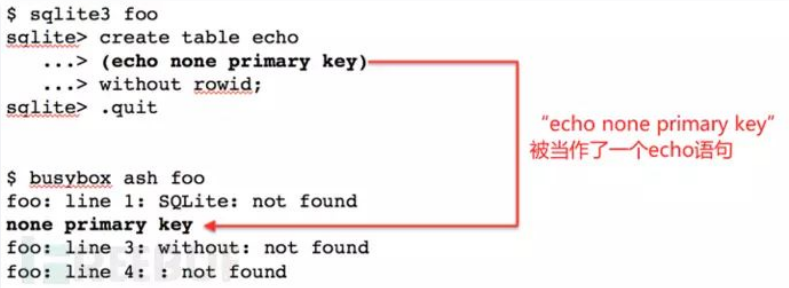 $ sqlite3 foo
sqlite> create table echo
...> (echo none primary key)
...> without rowid;
sqlite> .quit
“echo none primary key”
被当作了一个echo语句
$ busybox ash foo
foo: line 1: SQLite: not found
none primary key
foo: line 3: without: not found
foo: line 4: : not found
REEBUF